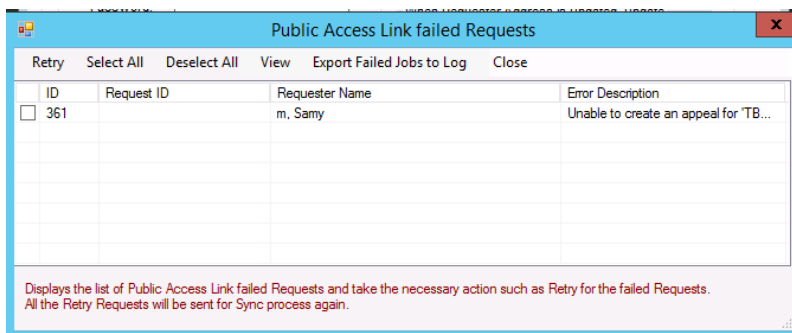 Public Access Link failed Requests
x
Retry Select All Deselect All View Export Failed Jobs to Log Close
ID Request ID Requester Name Error Description
361 m, Samy Unable to create an appeal for 'TB...
Displays the list of Public Access Link failed Requests and take the necessary action such as Retry for the failed Requests.
All the Retry Requests will be sent for Sync process again.